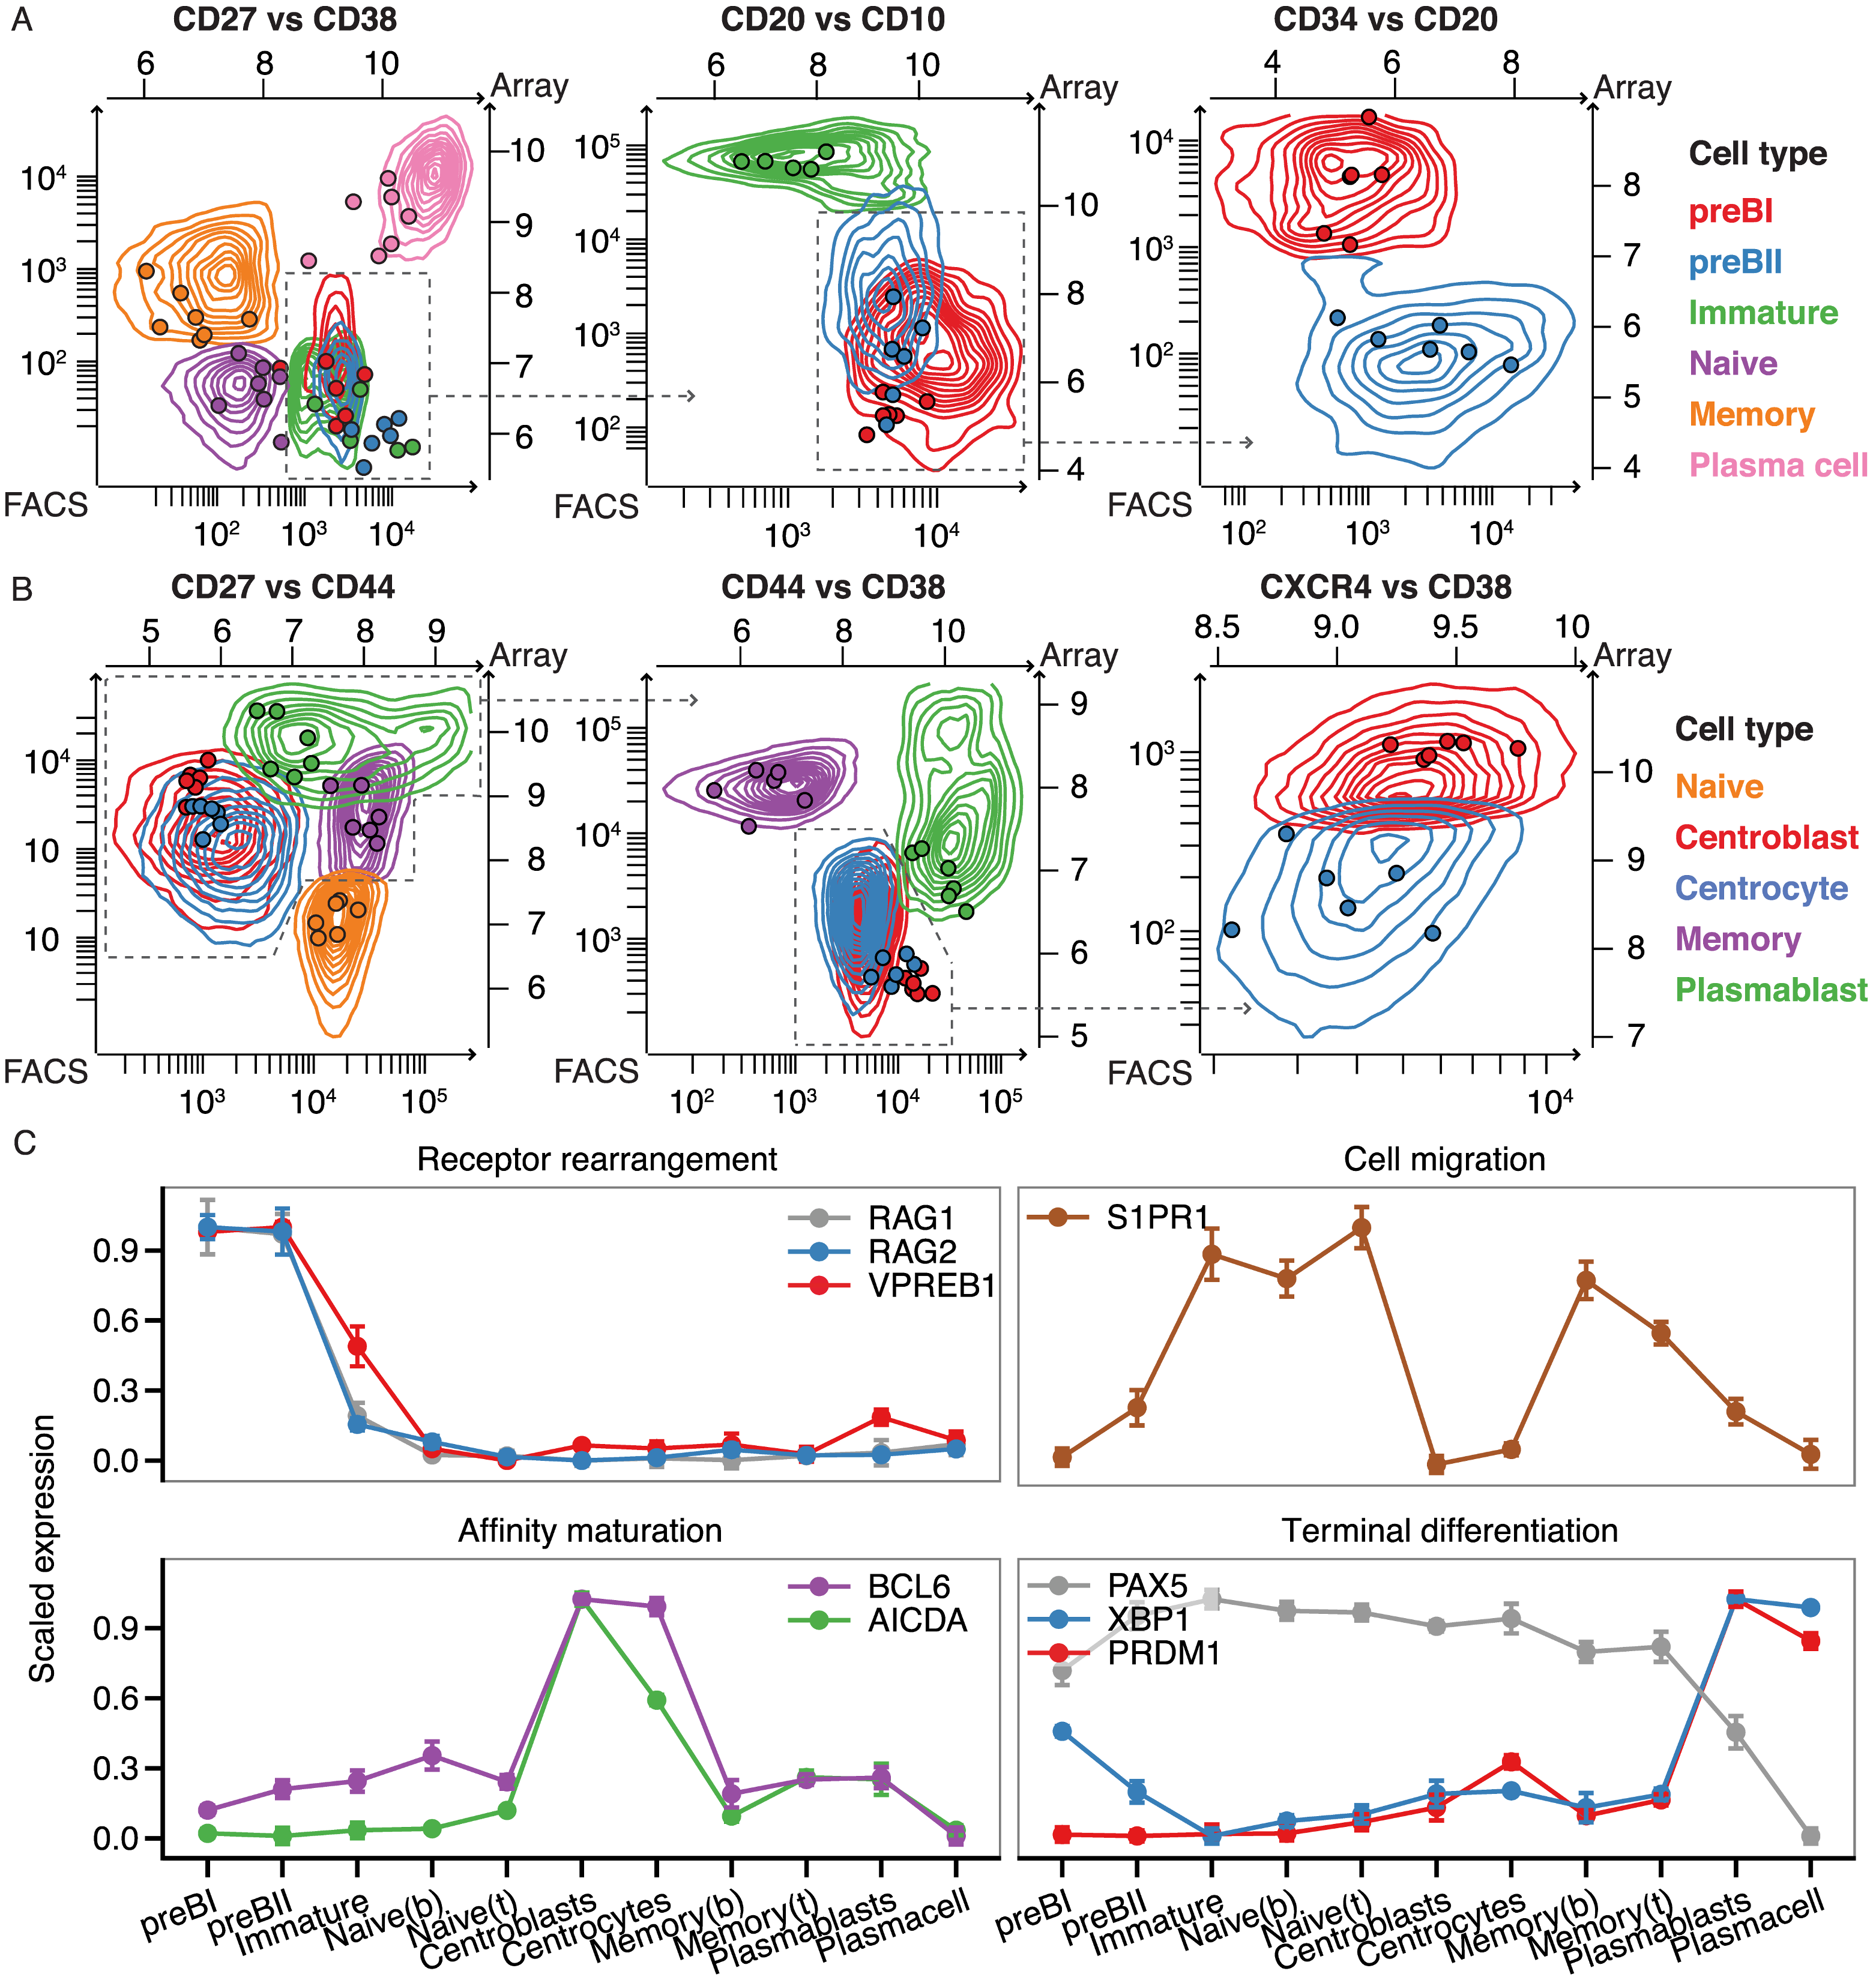 A
CD27 vs CD38
CD20 vs CD10
CD34 vs CD20
6 8 10
6 8 10
4 6 8
Array
Array
Array
10⁴
10³
10²
10
9
8
7
6
10⁵
10⁴
10³
10²
10
8
6
4
10⁴
10³
10²
8
7
6
5
4
Cell type
preBI
preBII
Immature
Naive
Memory
Plasma cell
FACS
FACS
FACS
10² 10³ 10⁴
10³ 10⁴
10² 10³ 10⁴
B
CD27 vs CD44
CD44 vs CD38
CXCR4 vs CD38
5 6 7 8 9
6 8 10
8.5 9.0 9.5 10
Array
Array
Array
10⁴
10
10
10
9
8
7
6
10⁵
10⁴
10³
9
8
7
6
5
10³
10²
10
9
8
7
Cell type
Naive
Centroblast
Centrocyte
Memory
Plasmablast
FACS
FACS
FACS
10³ 10⁴ 10⁵
10² 10³ 10⁴ 10⁵
10⁴
C
Receptor rearrangement
Cell migration
RAG1
RAG2
VPREB1
S1PR1
0.9
0.6
0.3
0.0
Scaled expression
Affinity maturation
Terminal differentiation
BCL6
AICDA
PAX5
XBP1
PRDM1
0.9
0.6
0.3
0.0
preBI
preBII
Immature
Naive(b)
Naive(t)
Centroblasts
Centrocytes
Memory(b)
Memory(t)
Plasmablasts
Plasmacell
preBI
preBII
Immature
Naive(b)
Naive(t)
Centroblasts
Centrocytes
Memory(b)
Memory(t)
Plasmablasts
Plasmacell